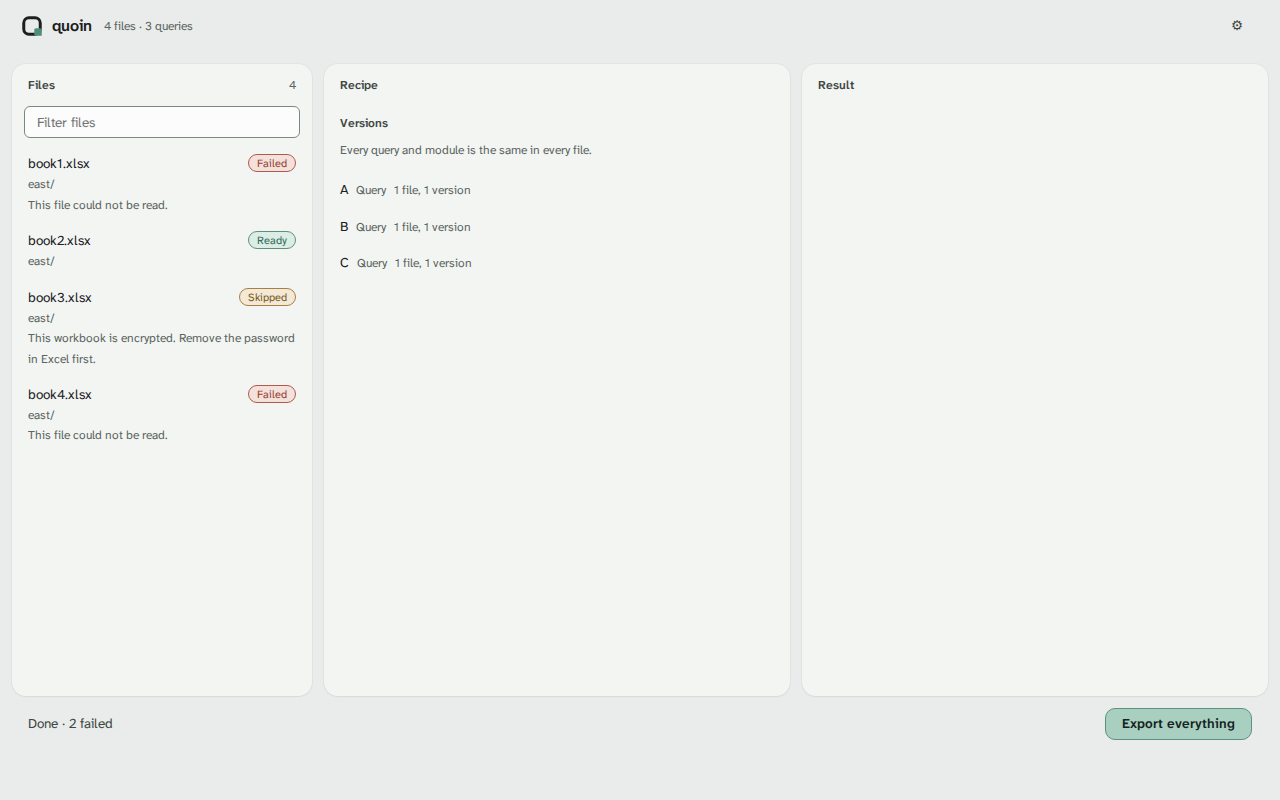 quoin 4 files · 3 queries ⚙
Files 4
Filter files
book1.xlsx Failed
east/
This file could not be read.
book2.xlsx Ready
east/
book3.xlsx Skipped
east/
This workbook is encrypted. Remove the password
in Excel first.
book4.xlsx Failed
east/
This file could not be read.
Recipe
Versions
Every query and module is the same in every file.
A Query 1 file, 1 version
B Query 1 file, 1 version
C Query 1 file, 1 version
Result
Done · 2 failed
Export everything